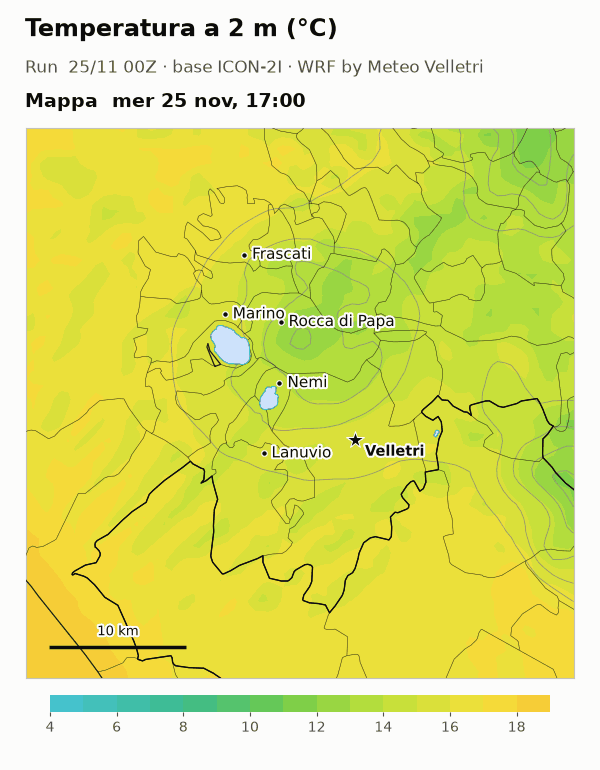 Temperatura a 2 m (°C)
Run  25/11 00Z · base ICON-2I · WRF by Meteo Velletri
Mappa  mer 25 nov, 17:00
Frascati
Marino
Rocca di Papa
Nemi
Velletri
Lanuvio
10 km
4 6 8 10 12 14 16 18